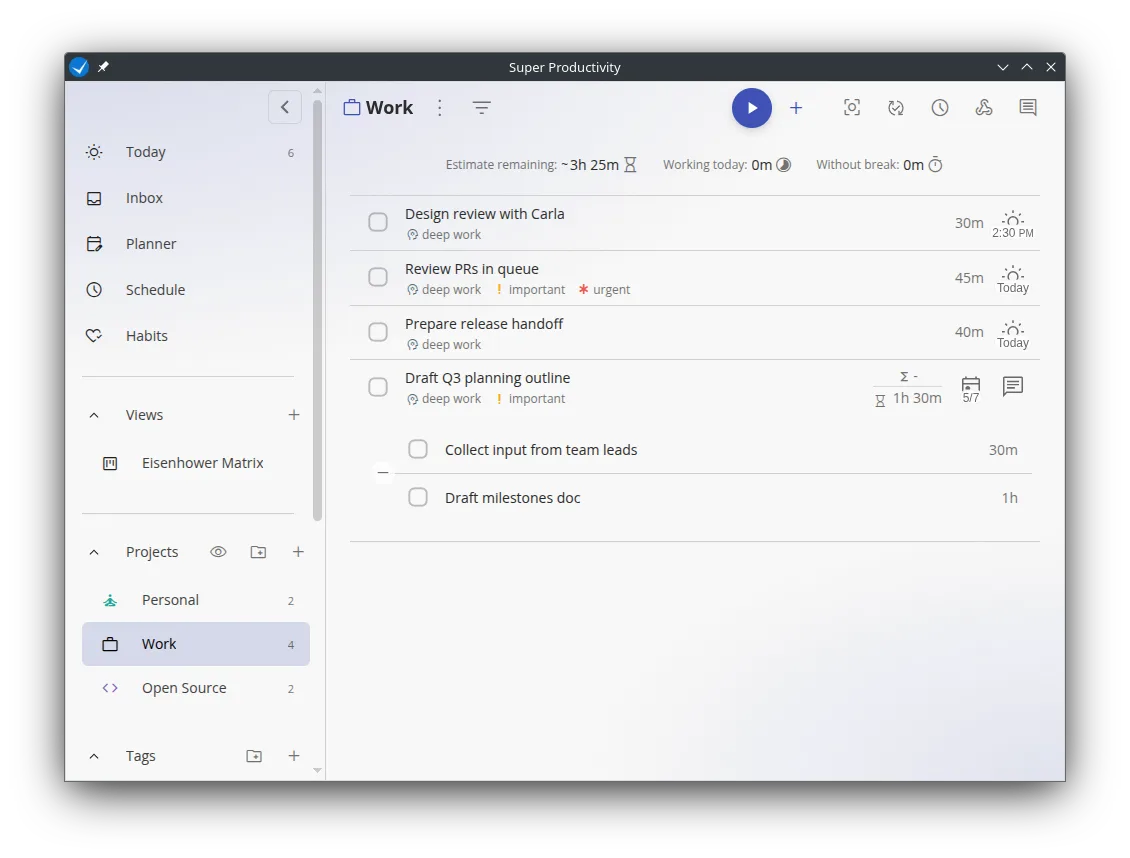 Super Productivity
Work
Estimate remaining: ~3h 25m Working today: 0m Without break: 0m
Today 6
Inbox
Planner
Schedule
Habits
Views
Eisenhower Matrix
Projects
Personal 2
Work 4
Open Source 2
Tags
Design review with Carla
deep work
30m
2:30 PM
Review PRs in queue
deep work important urgent
45m
Today
Prepare release handoff
deep work
40m
Today
Draft Q3 planning outline
deep work important
Σ -
1h 30m
5/7
Collect input from team leads 30m
Draft milestones doc 1h